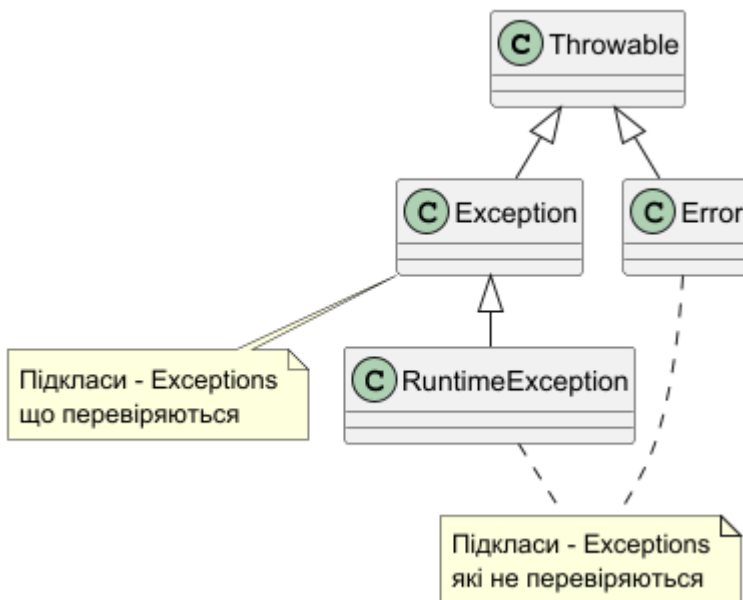 C Throwable
C Exception
C Error
Підкласи - Exceptions
що перевіряються
C RuntimeException
Підкласи - Exceptions
які не перевіряються